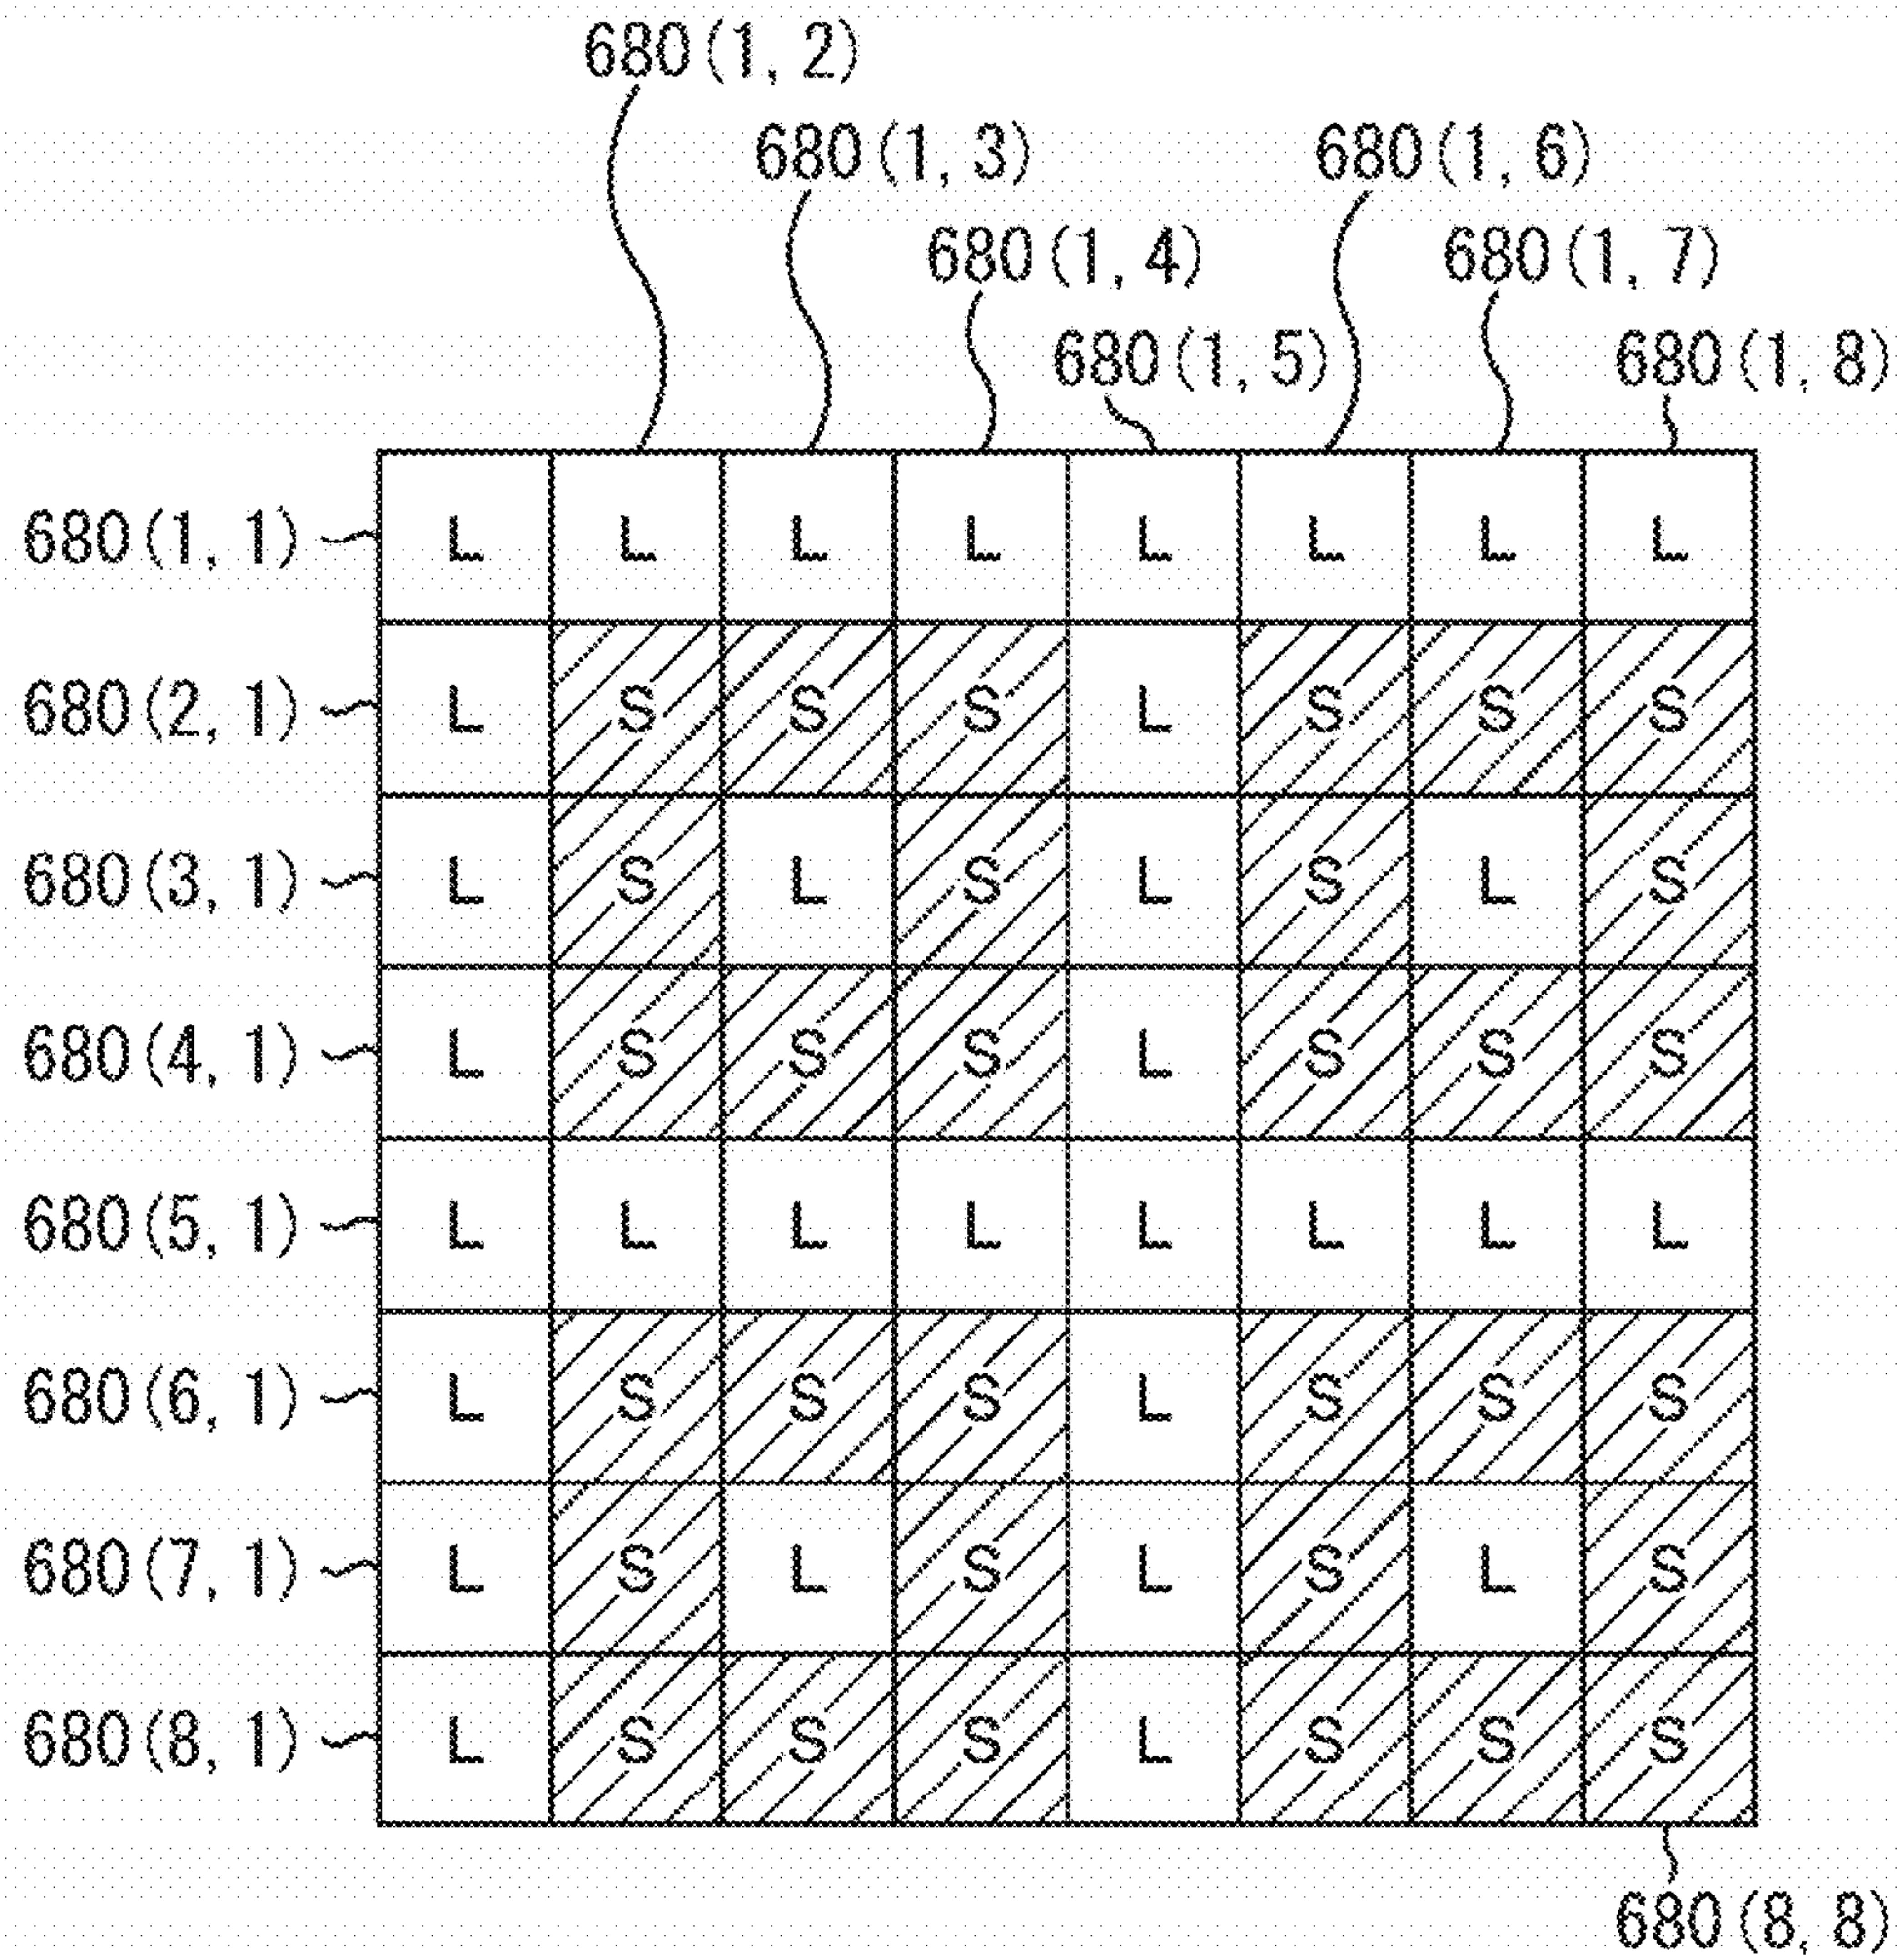 680(1, 2)
680(1, 3)
680(1, 6)
680(1, 4)
680(1, 7)
680(1, 5)
680(1, 8)
680(1, 1) L L L L L L L L
680(2, 1) L S S S L S S S
680(3, 1) L S L S L S L S
680(4, 1) L S S S L S S S
680(5, 1) L L L L L L L L
680(6, 1) L S S S L S S S
680(7, 1) L S L S L S L S
680(8, 1) L S S S L S S S
680(8, 8)